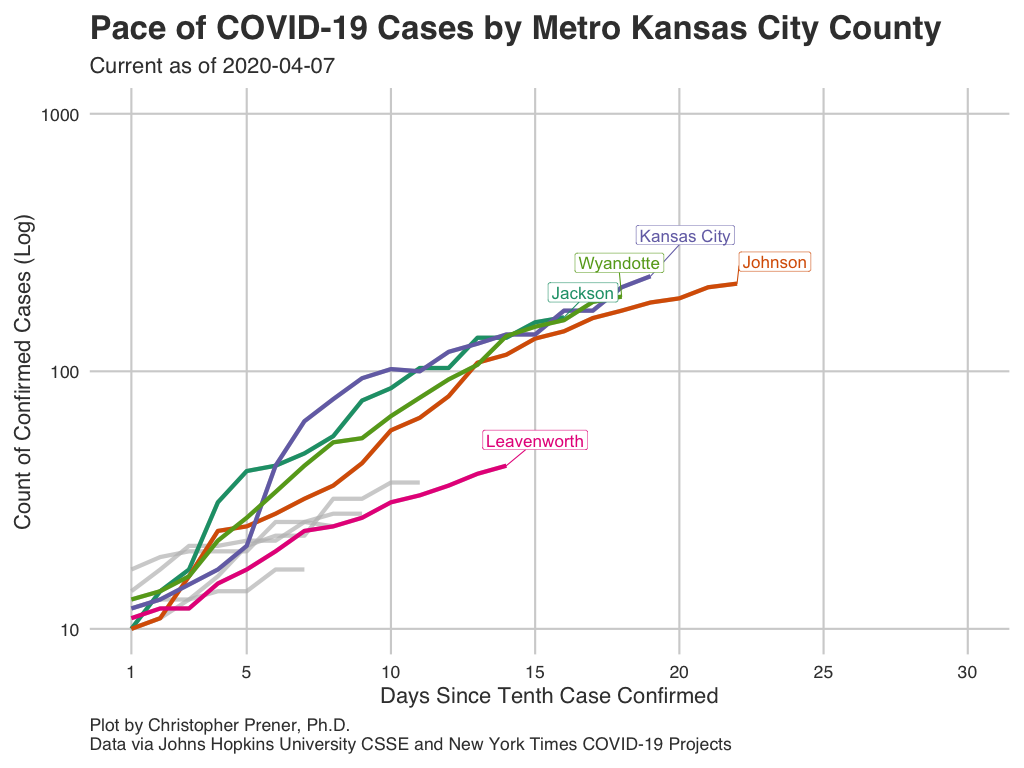 Pace of COVID-19 Cases by Metro Kansas City County
Current as of 2020-04-07
Count of Confirmed Cases (Log)
1000
100
10
Kansas City
Wyandotte
Johnson
Jackson
Leavenworth
1 5 10 15 20 25 30
Days Since Tenth Case Confirmed
Plot by Christopher Prener, Ph.D.
Data via Johns Hopkins University CSSE and New York Times COVID-19 Projects